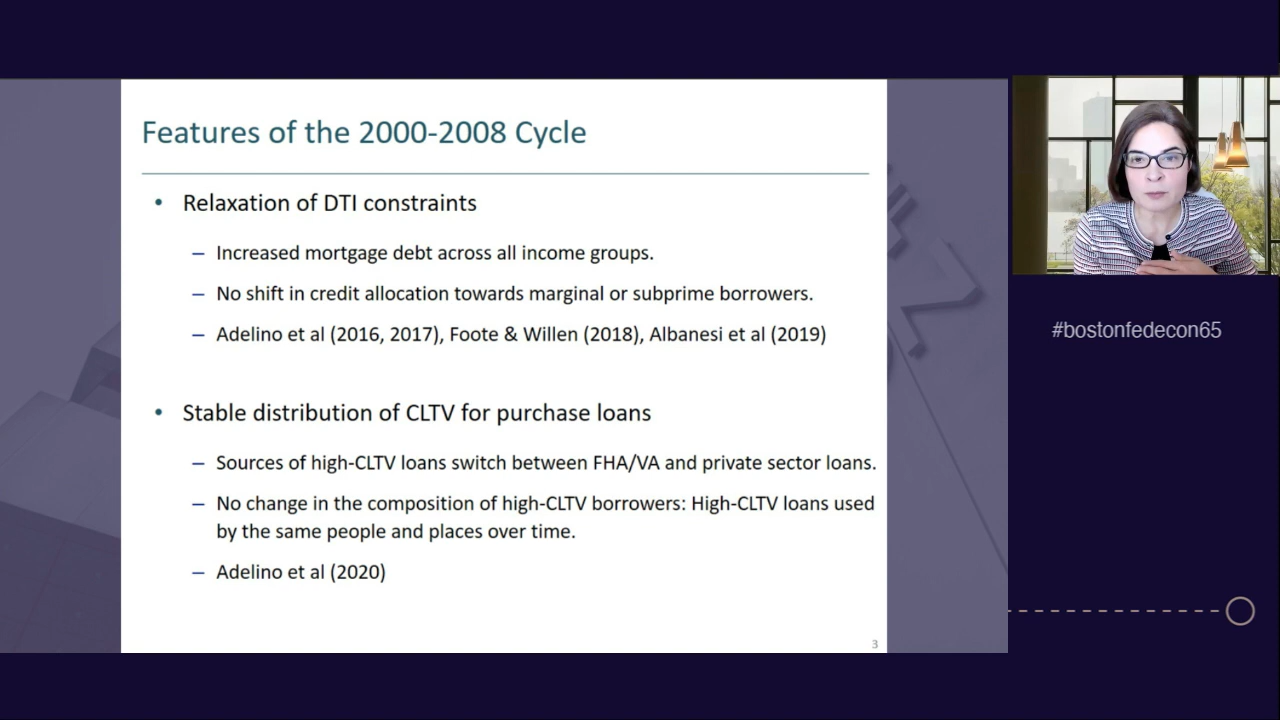 Features of the 2000-2008 Cycle
• Relaxation of DTI constraints
– Increased mortgage debt across all income groups.
– No shift in credit allocation towards marginal or subprime borrowers.
– Adelino et al (2016, 2017), Foote & Willen (2018), Albanesi et al (2019)
• Stable distribution of CLTV for purchase loans
– Sources of high-CLTV loans switch between FHA/VA and private sector loans.
– No change in the composition of high-CLTV borrowers: High-CLTV loans used
by the same people and places over time.
– Adelino et al (2020)
3
#bostonfedecon65